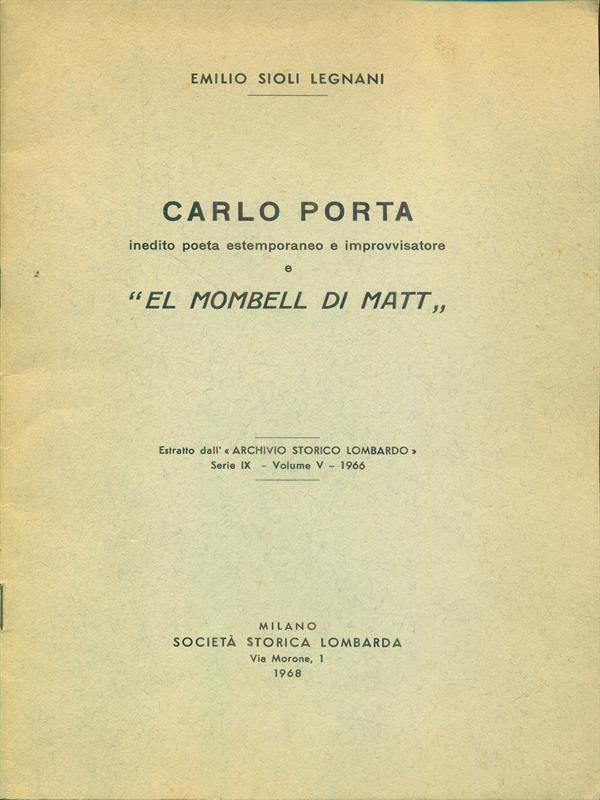 EMILIO SIOLI LEGNANI
CARLO PORTA
inedito poeta estemporaneo e improvvisatore
e
“EL MOMBELL DI MATT„
Estratto dall' « ARCHIVIO STORICO LOMBARDO »
Serie IX – Volume V – 1966
MILANO
SOCIETÀ STORICA LOMBARDA
Via Morone, 1
1968